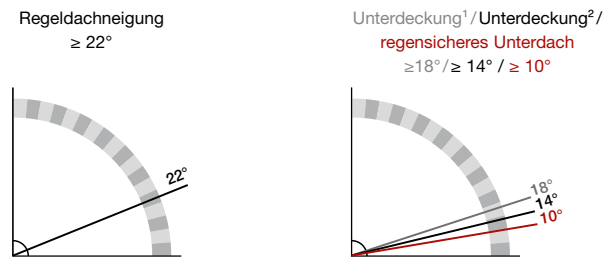 Regeldachneigung
≥ 22°
22°
Unterdeckung¹/Unterdeckung²/
regensicheres Unterdach
≥18°/≥ 14° / ≥ 10°
18°
14°
10°